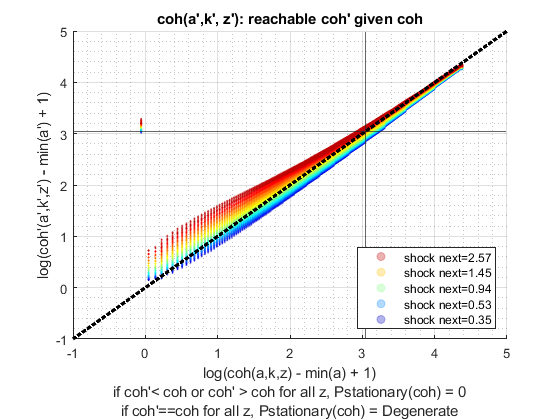 coh(a',k', z'): reachable coh' given coh
log(coh'(a',k',z') - min(a') + 1)
5
4
3
2
1
0
-1
shock next=2.57
shock next=1.45
shock next=0.94
shock next=0.53
shock next=0.35
-1 0 1 2 3 4 5
log(coh(a,k,z) - min(a) + 1)
if coh'< coh or coh' > coh for all z, Pstationary(coh) = 0
if coh'==coh for all z, Pstationary(coh) = Degenerate